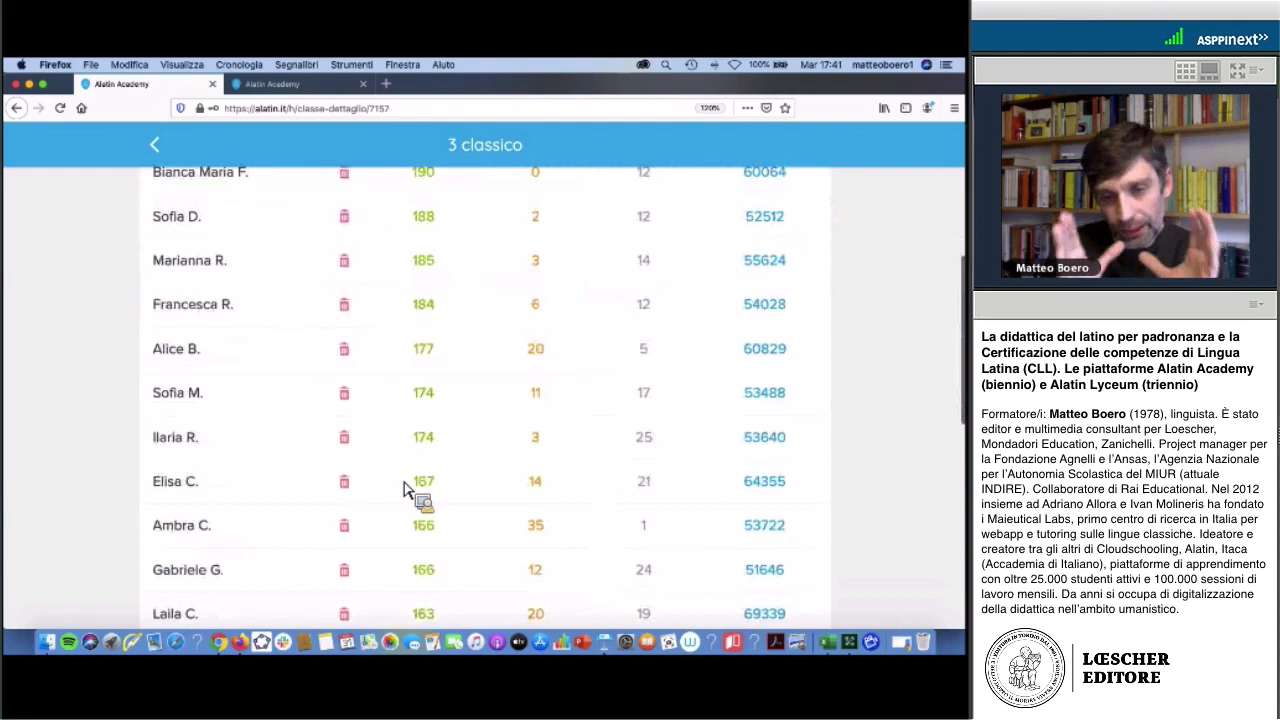 Firefox File Modifica Visualizza Cronologia Segnalibri Strumenti Finestra Aiuto 100% Mar 17:41 matteoboero1
Alatin Academy × Alatin Academy × +
https://alatin.it/h/classe-dettaglio/7157 120%
3 classico
Bianca Maria F. 190 0 12 60064
Sofia D. 188 2 12 52512
Marianna R. 185 3 14 55624
Francesca R. 184 6 12 54028
Alice B. 177 20 5 60829
Sofia M. 174 11 17 53488
Ilaria R. 174 3 25 53640
Elisa C. 167 14 21 64355
Ambra C. 166 35 1 53722
Gabriele G. 166 12 24 51646
Laila C. 163 20 19 69339
ASPPInext>>
Matteo Boero
La didattica del latino per padronanza e la
Certificazione delle competenze di Lingua
Latina (CLL). Le piattaforme Alatin Academy
(biennio) e Alatin Lyceum (triennio)
Formatore/i: Matteo Boero (1978), linguista. È stato
editor e multimedia consultant per Loescher,
Mondadori Education, Zanichelli. Project manager per
la Fondazione Agnelli e l'Ansas, l'Agenzia Nazionale
per l'Autonomia Scolastica del MIUR (attuale
INDIRE). Collaboratore di Rai Educational. Nel 2012
insieme ad Adriano Allora e Ivan Molineris ha fondato
i Maieutical Labs, primo centro di ricerca in Italia per
webapp e tutoring sulle lingue classiche. Ideatore e
creatore tra gli altri di Cloudschooling, Alatin, Itaca
(Accademia di Italiano), piattaforme di apprendimento
con oltre 25.000 studenti attivi e 100.000 sessioni di
lavoro mensili. Da anni si occupa di digitalizzazione
della didattica nell'ambito umanistico.
LŒSCHER
EDITORE